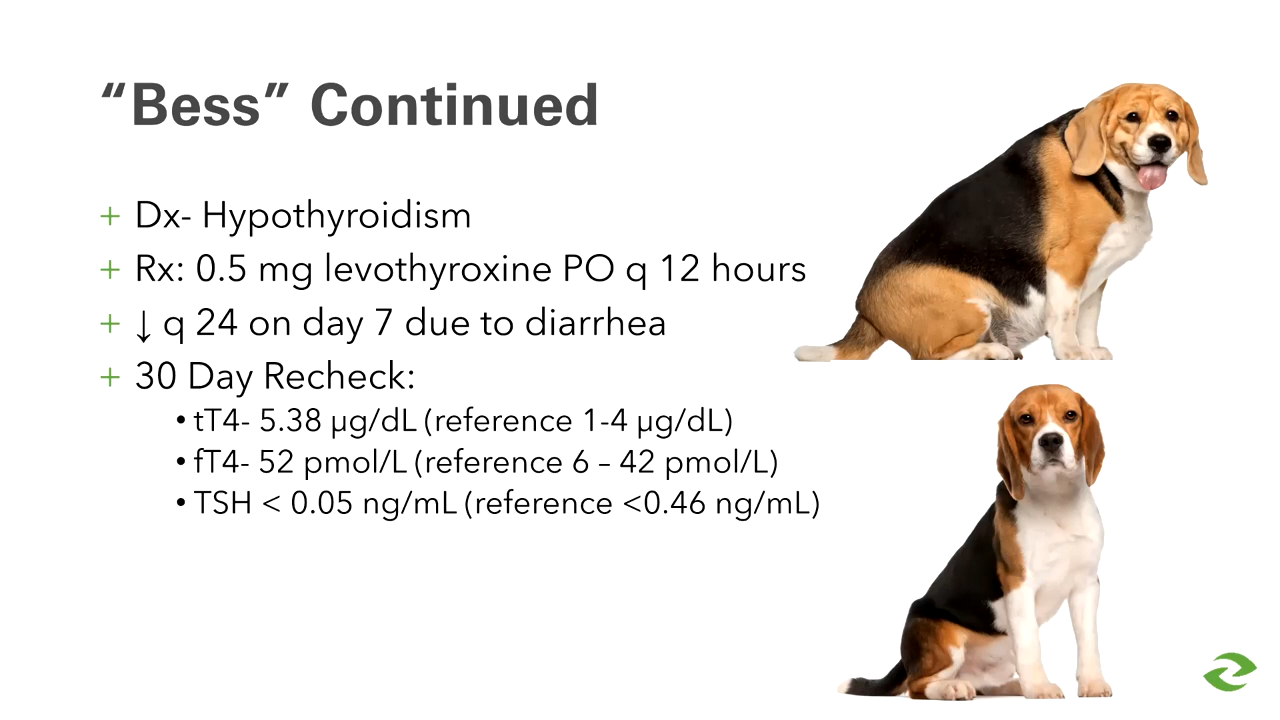 “Bess” Continued
+ Dx- Hypothyroidism
+ Rx: 0.5 mg levothyroxine PO q 12 hours
+ ↓ q 24 on day 7 due to diarrhea
+ 30 Day Recheck:
• tT4- 5.38 µg/dL (reference 1-4 µg/dL)
• fT4- 52 pmol/L (reference 6 – 42 pmol/L)
• TSH < 0.05 ng/mL (reference <0.46 ng/mL)